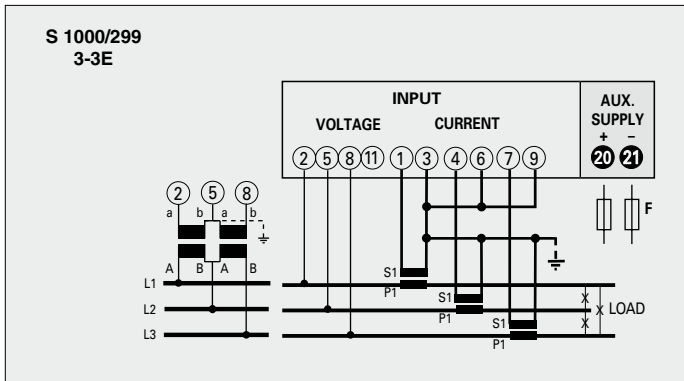 S 1000/299
3-3E
INPUT
VOLTAGE CURRENT
AUX.
SUPPLY
+ −
2 5 8 11 1 3 4 6 7 9 20 21
2 5 8
a b a b
F
A B A B
S1
L1
P1
S1
L2
P1
X
X X LOAD
S1
L3
P1